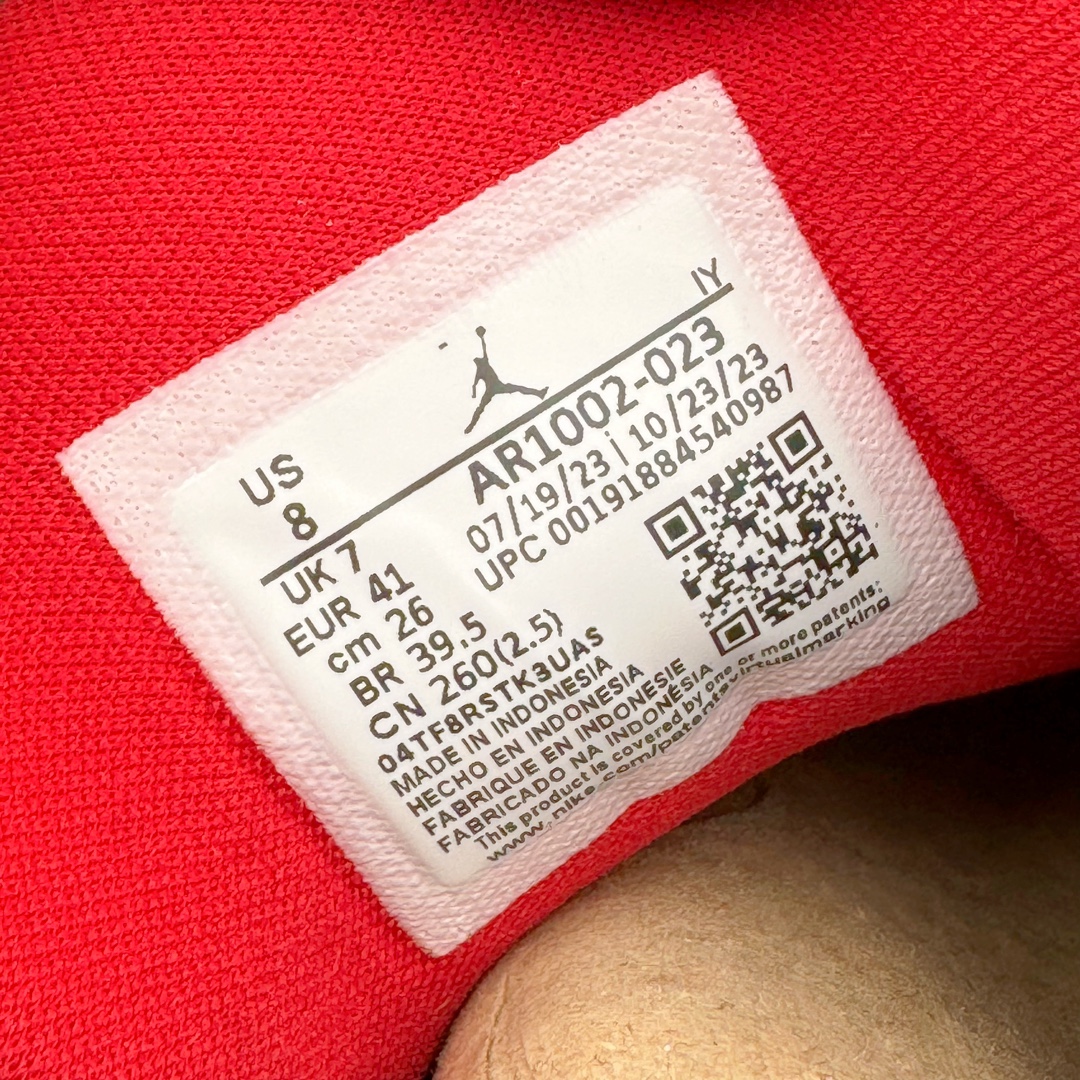 IY
US
8
AR1002-023
07/19/23 | 10/23/23
UPC 00191884540987
UK 7
EUR 41
cm 26
BR 39.5
CN 260(2.5)
04TF8RSTK3UAS
MADE IN INDONESIA
HECHO EN INDONESIA
FABRIQUE EN INDONESIE
FABRICADO NA INDONÉSIA
This product is covered by one or more patents:
www.nike.com/patentsvirtualmarking